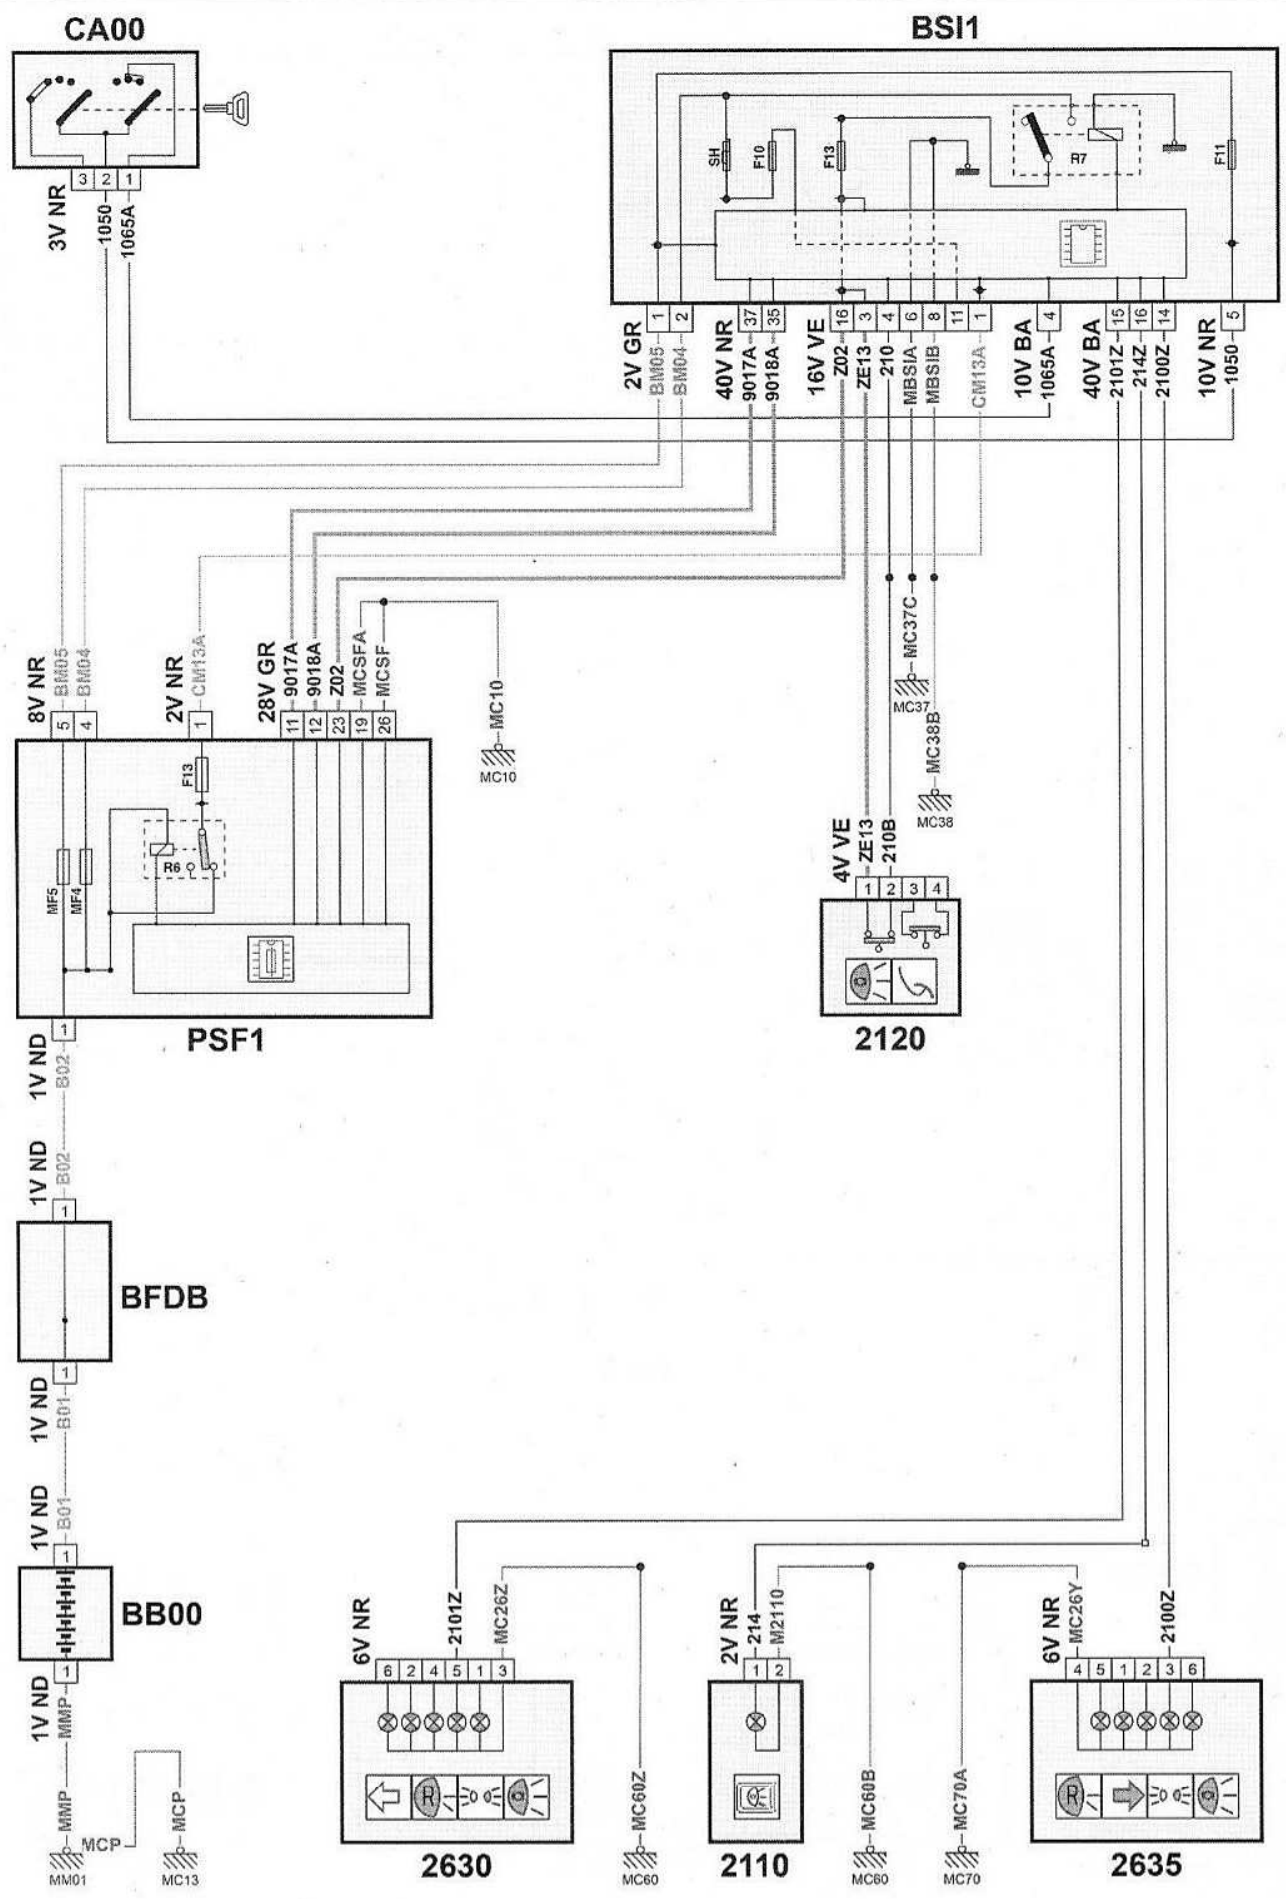 CA00
BSI1
SH
F10
F13
R7
F11
3 2 1
3V NR
1050
1065A
1 2 37 35 16 3 4 6 8 11 1 4 15 16 14 5
2V GR
BM05
BM04
40V NR
9017A
9018A
16V VE
Z02
ZE13
210
MBSIA
MBSIB
CM13A
10V BA
1065A
40V BA
2101Z
214Z
2100Z
10V NR
1050
8V NR
BM05
BM04
2V NR
CM13A
28V GR
9017A
9018A
Z02
MCSFA
MCSF
MC10
MC10
MC37C
MC37
MC38B
MC38
5 4 1 11 12 23 19 26
F13
R6
MF5
MF4
1
PSF1
4V VE
ZE13
210B
1 2 3 4
2120
1V ND
B02
1V ND
B02
1
BFDB
1
1V ND
B01
1V ND
B01
1
BB00
1
1V ND
MMP
MMP
MCP
MCP
MM01
MC13
6V NR
2101Z
MC26Z
6 2 4 5 1 3
R
2630
MC60Z
MC60
2V NR
214
M2110
1 2
2110
MC60B
MC60
MC70A
MC70
6V NR
MC26Y
2100Z
4 5 1 2 3 6
R
2635